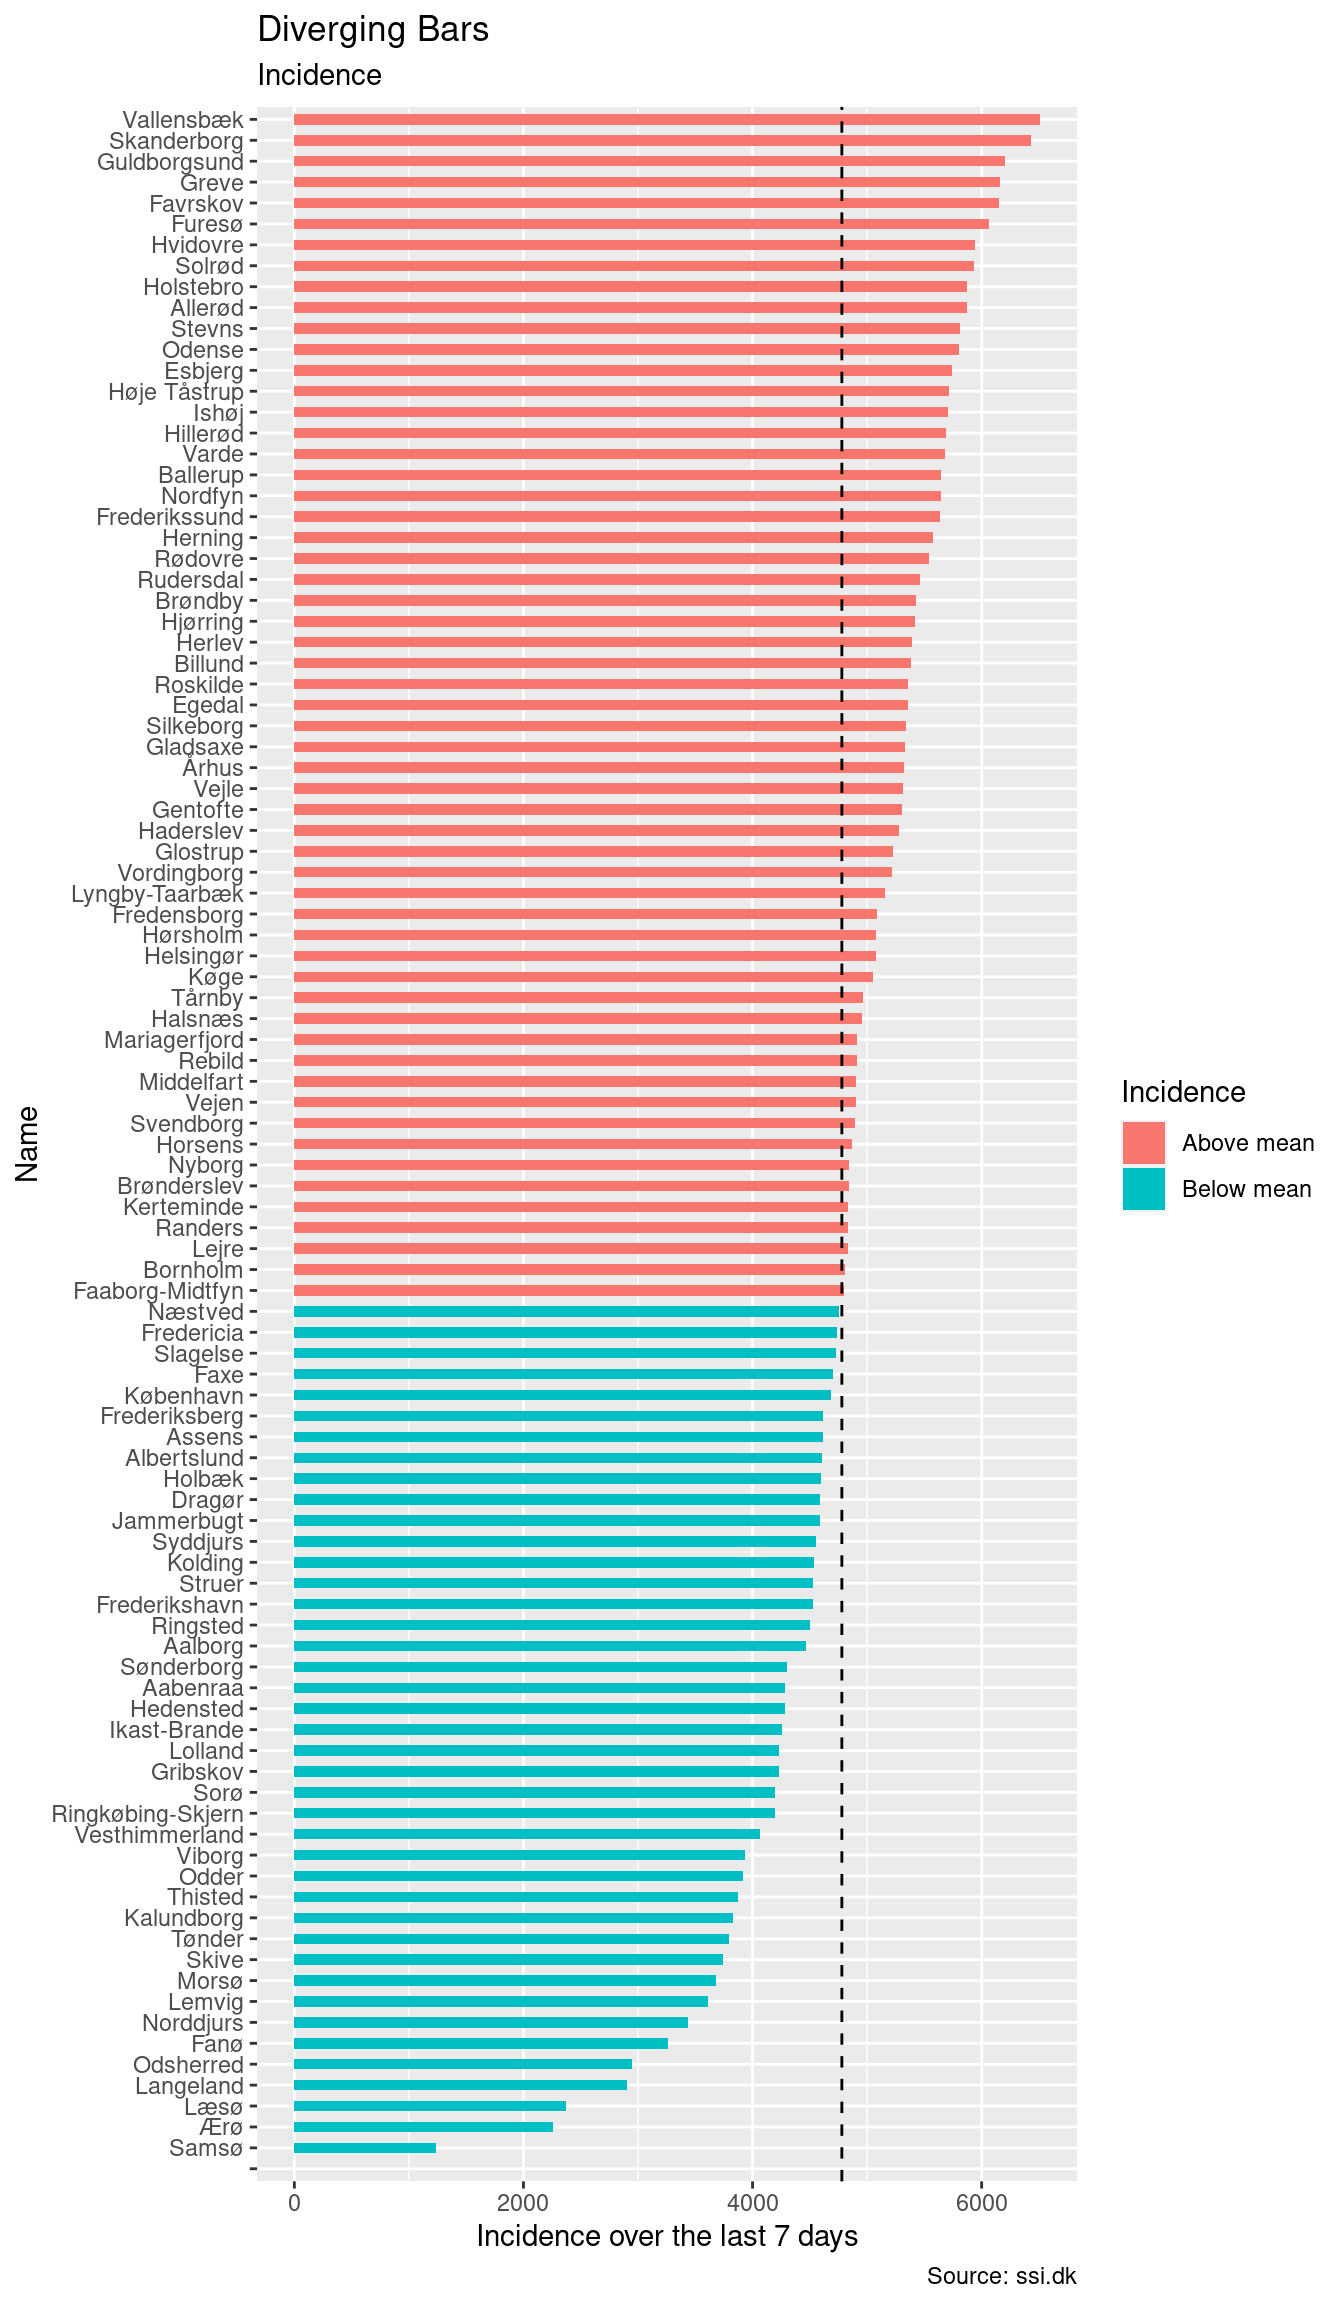 Diverging Bars
Incidence
Vallensbæk
Skanderborg
Guldborgsund
Greve
Favrskov
Furesø
Hvidovre
Solrød
Holstebro
Allerød
Stevns
Odense
Esbjerg
Høje Tåstrup
Ishøj
Hillerød
Varde
Ballerup
Nordfyn
Frederikssund
Herning
Rødovre
Rudersdal
Brøndby
Hjørring
Herlev
Billund
Roskilde
Egedal
Silkeborg
Gladsaxe
Århus
Vejle
Gentofte
Haderslev
Glostrup
Vordingborg
Lyngby-Taarbæk
Fredensborg
Hørsholm
Helsingør
Køge
Tårnby
Halsnæs
Mariagerfjord
Rebild
Middelfart
Vejen
Svendborg
Horsens
Nyborg
Brønderslev
Kerteminde
Randers
Lejre
Bornholm
Faaborg-Midtfyn
Næstved
Fredericia
Slagelse
Faxe
København
Frederiksberg
Assens
Albertslund
Holbæk
Dragør
Jammerbugt
Syddjurs
Kolding
Struer
Frederikshavn
Ringsted
Aalborg
Sønderborg
Aabenraa
Hedensted
Ikast-Brande
Lolland
Gribskov
Sorø
Ringkøbing-Skjern
Vesthimmerland
Viborg
Odder
Thisted
Kalundborg
Tønder
Skive
Morsø
Lemvig
Norddjurs
Fanø
Odsherred
Langeland
Læsø
Ærø
Samsø
Name
0 2000 4000 6000
Incidence over the last 7 days
Source: ssi.dk
Incidence
Above mean
Below mean